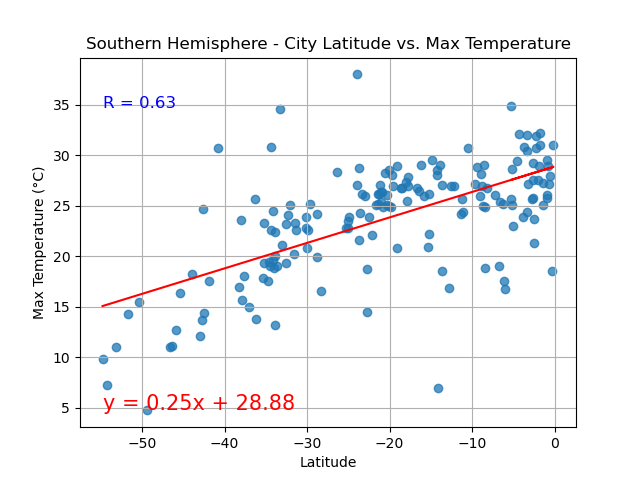 Southern Hemisphere - City Latitude vs. Max Temperature
R = 0.63
y = 0.25x + 28.88
Max Temperature (°C)
35
30
25
20
15
10
5
−50
−40
−30
−20
−10
0
Latitude